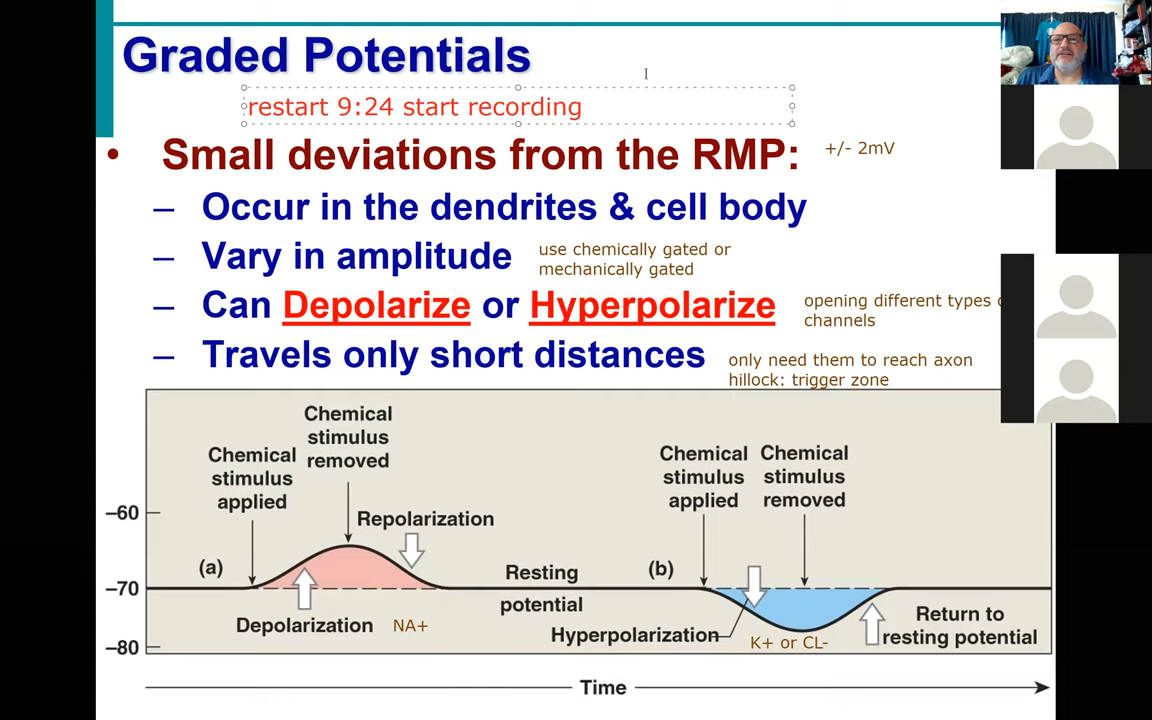 Graded Potentials
restart 9:24 start recording
• Small deviations from the RMP:
+/- 2mV
– Occur in the dendrites & cell body
– Vary in amplitude
use chemically gated or
mechanically gated
– Can Depolarize or Hyperpolarize
opening different types
channels
– Travels only short distances
only need them to reach axon
hillock: trigger zone
Chemical
stimulus
removed
Chemical
stimulus
applied
Repolarization
(a)
Depolarization
NA+
Resting
potential
Chemical
stimulus
applied
Chemical
stimulus
removed
(b)
Hyperpolarization
K+ or CL-
Return to
resting potential
–60
–70
–80
Time